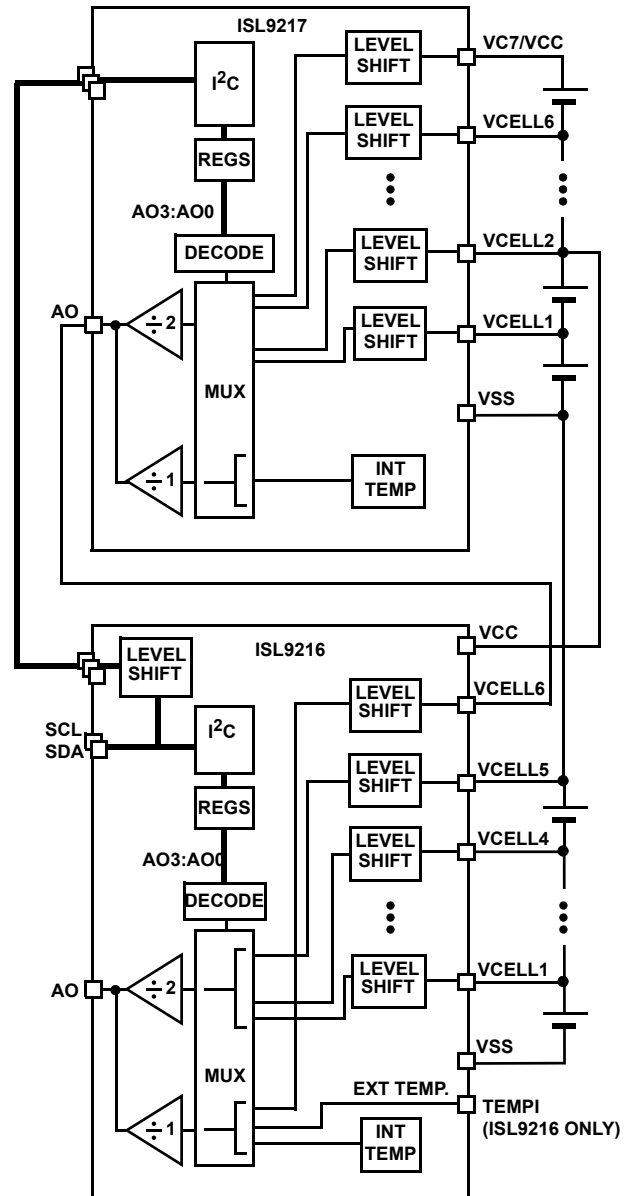 ISL9217
LEVEL
SHIFT
VC7/VCC
I²C
LEVEL
SHIFT
VCELL6
REGS
AO3:AO0
DECODE
LEVEL
SHIFT
VCELL2
AO
÷2
LEVEL
SHIFT
VCELL1
MUX
VSS
÷1
INT
TEMP
ISL9216
VCC
LEVEL
SHIFT
LEVEL
SHIFT
VCELL6
SCL
SDA
I²C
LEVEL
SHIFT
VCELL5
REGS
AO3:AO0
LEVEL
SHIFT
VCELL4
DECODE
AO
÷2
LEVEL
SHIFT
VCELL1
VSS
MUX
EXT TEMP.
TEMPI
(ISL9216 ONLY)
÷1
INT
TEMP